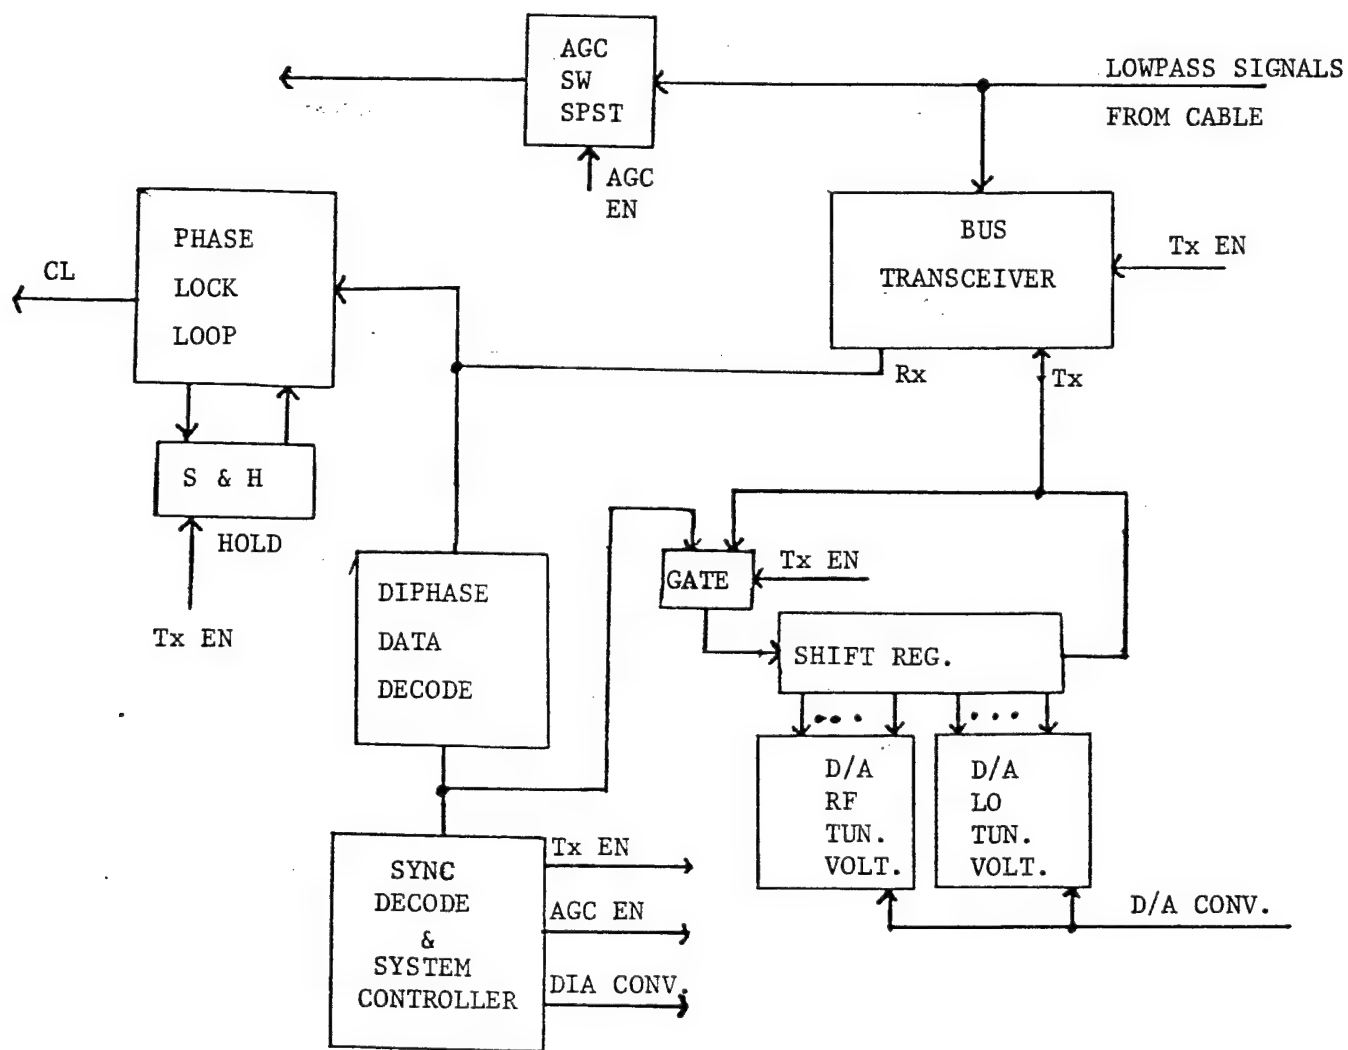 AGC
SW
SPST
LOWPASS SIGNALS
FROM CABLE
AGC
EN
PHASE
LOCK
LOOP
CL
BUS
TRANSCEIVER
Tx EN
Rx
Tx
S & H
HOLD
Tx EN
GATE
Tx EN
DIPHASE
DATA
DECODE
SHIFT REG.
D/A
RF
TUN.
VOLT.
D/A
LO
TUN.
VOLT.
D/A CONV.
SYNC
DECODE
&
SYSTEM
CONTROLLER
Tx EN
AGC EN
DIA CONV.